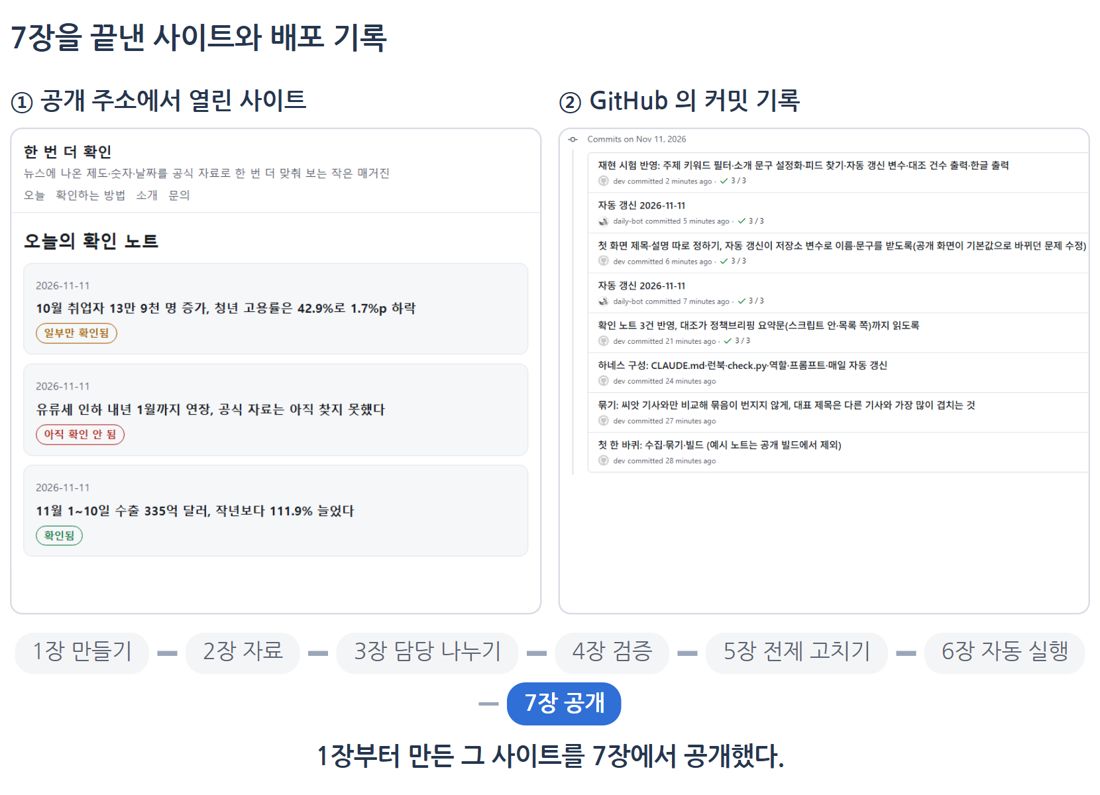 7장을 끝낸 사이트와 배포 기록
① 공개 주소에서 열린 사이트
한 번 더 확인
뉴스에 나온 제도·숫자·날짜를 공식 자료로 한 번 더 맞춰 보는 작은 매거진
오늘 확인하는 방법 소개 문의
오늘의 확인 노트
2026-11-11
10월 취업자 13만 9천 명 증가, 청년 고용률은 42.9%로 1.7%p 하락
일부만 확인됨
2026-11-11
유류세 인하 내년 1월까지 연장, 공식 자료는 아직 찾지 못했다
아직 확인 안 됨
2026-11-11
11월 1~10일 수출 335억 달러, 작년보다 111.9% 늘었다
확인됨
② GitHub 의 커밋 기록
Commits on Nov 11, 2026
재현 시험 반영: 주제 키워드 필터·소개 문구 설정화·피드 찾기·자동 갱신 변수·대조 건수 출력·한글 출력
dev committed 2 minutes ago · ✓ 3 / 3
자동 갱신 2026-11-11
daily-bot committed 5 minutes ago · ✓ 3 / 3
첫 화면 제목·설명 따로 정하기, 자동 갱신이 저장소 변수로 이름·문구를 받도록(공개 화면이 기본값으로 바뀌던 문제 수정)
dev committed 6 minutes ago · ✓ 3 / 3
자동 갱신 2026-11-11
daily-bot committed 7 minutes ago · ✓ 3 / 3
확인 노트 3건 반영, 대조가 정책브리핑 요약문(스크립트 안·목록 쪽)까지 읽도록
dev committed 21 minutes ago · ✓ 3 / 3
하네스 구성: CLAUDE.md·런북·check.py·역할·프롬프트·매일 자동 갱신
dev committed 24 minutes ago
묶기: 씨앗 기사와만 비교해 묶음이 번지지 않게, 대표 제목은 다른 기사와 가장 많이 겹치는 것
dev committed 27 minutes ago
첫 한 바퀴: 수집·묶기·빌드 (예시 노트는 공개 빌드에서 제외)
dev committed 28 minutes ago
1장 만들기 — 2장 자료 — 3장 담당 나누기 — 4장 검증 — 5장 전제 고치기 — 6장 자동 실행
— 7장 공개
1장부터 만든 그 사이트를 7장에서 공개했다.